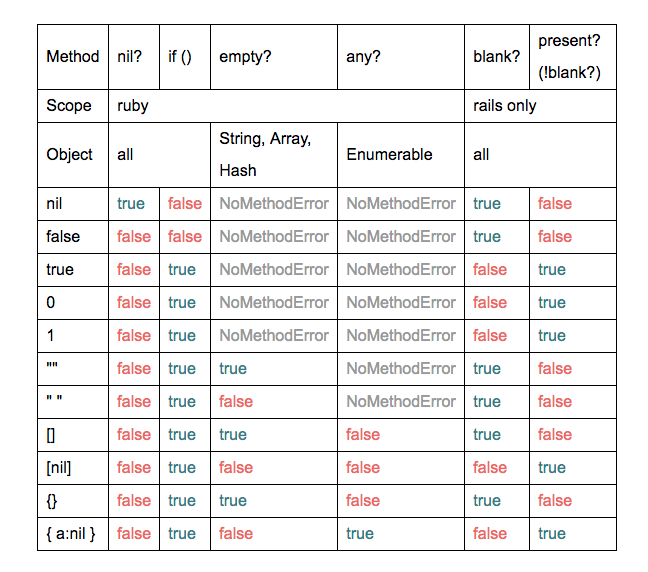 Method nil? if () empty? any? blank? present? (!blank?)
Scope ruby rails only
Object all String, Array, Hash Enumerable all
nil true false NoMethodError NoMethodError true false
false false false NoMethodError NoMethodError true false
true false true NoMethodError NoMethodError false true
0 false true NoMethodError NoMethodError false true
1 false true NoMethodError NoMethodError false true
"" false true true NoMethodError true false
" " false true false NoMethodError true false
[] false true true false true false
[nil] false true false false false true
{} false true true false true false
{ a:nil } false true false true false true